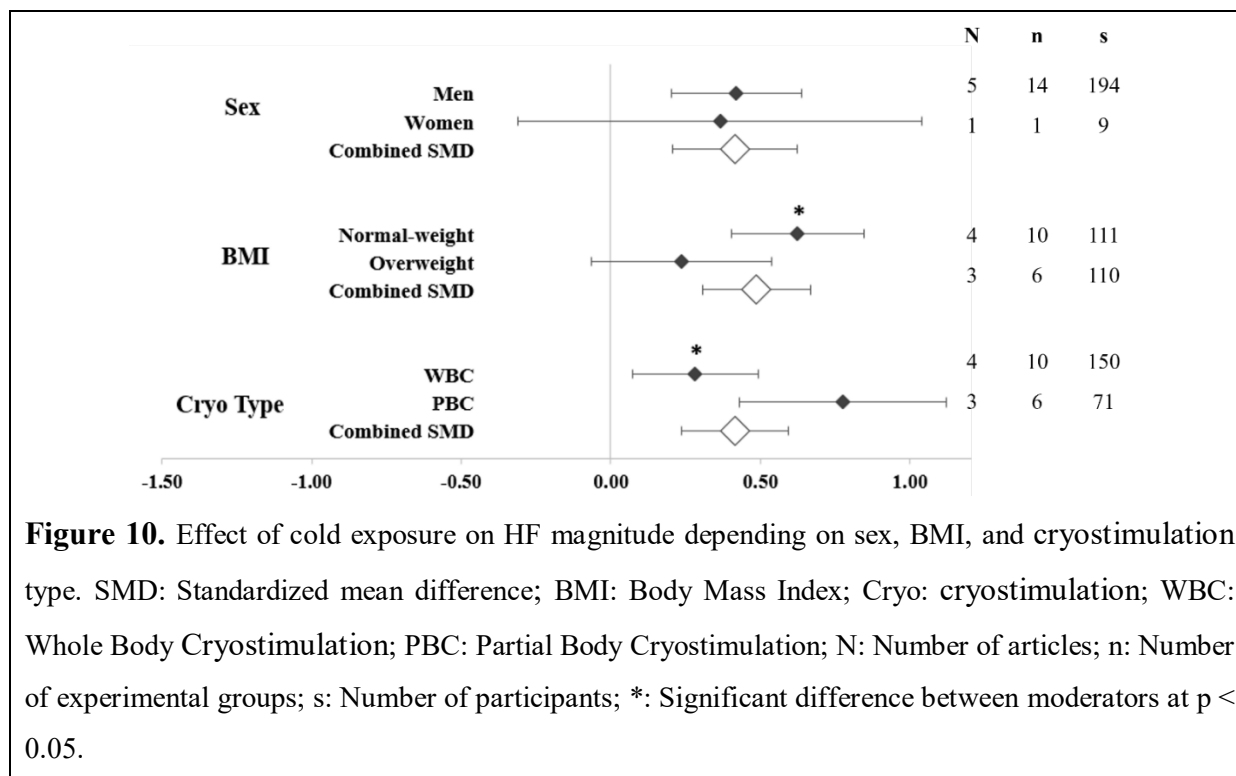 N n s
Sex
Men 5 14 194
Women 1 1 9
Combined SMD
*
BMI
Normal-weight 4 10 111
Overweight 3 6 110
Combined SMD
*
Cryo Type
WBC 4 10 150
PBC 3 6 71
Combined SMD
-1.50 -1.00 -0.50 0.00 0.50 1.00
Figure 10. Effect of cold exposure on HF magnitude depending on sex, BMI, and cryostimulation
type. SMD: Standardized mean difference; BMI: Body Mass Index; Cryo: cryostimulation; WBC:
Whole Body Cryostimulation; PBC: Partial Body Cryostimulation; N: Number of articles; n: Number
of experimental groups; s: Number of participants; *: Significant difference between moderators at p <
0.05.